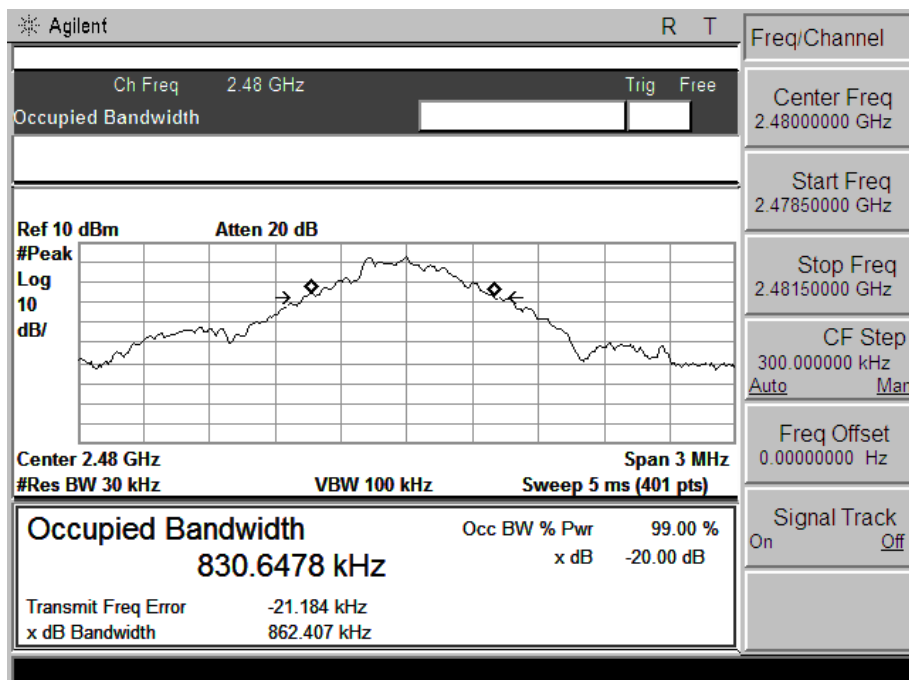 Agilent R T
Ch Freq 2.48 GHz Trig Free
Occupied Bandwidth
Ref 10 dBm Atten 20 dB
#Peak
Log
10
dB/
Center 2.48 GHz Span 3 MHz
#Res BW 30 kHz VBW 100 kHz Sweep 5 ms (401 pts)
Occupied Bandwidth Occ BW % Pwr 99.00 %
830.6478 kHz x dB -20.00 dB
Transmit Freq Error -21.184 kHz
x dB Bandwidth 862.407 kHz
Freq/Channel
Center Freq
2.48000000 GHz
Start Freq
2.47850000 GHz
Stop Freq
2.48150000 GHz
CF Step
300.000000 kHz
Auto Man
Freq Offset
0.00000000 Hz
Signal Track
On Off